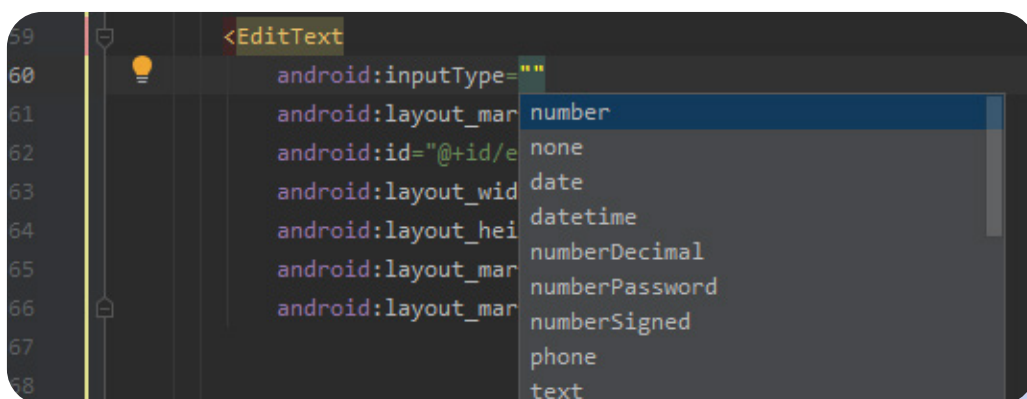 59 <EditText
60 android:inputType=""
61 android:layout_mar number
62 android:id="@+id/e none
63 android:layout_wid date
64 android:layout_hei datetime
65 android:layout_mar numberDecimal
66 android:layout_mar numberPassword
numberSigned
67 phone
68 text